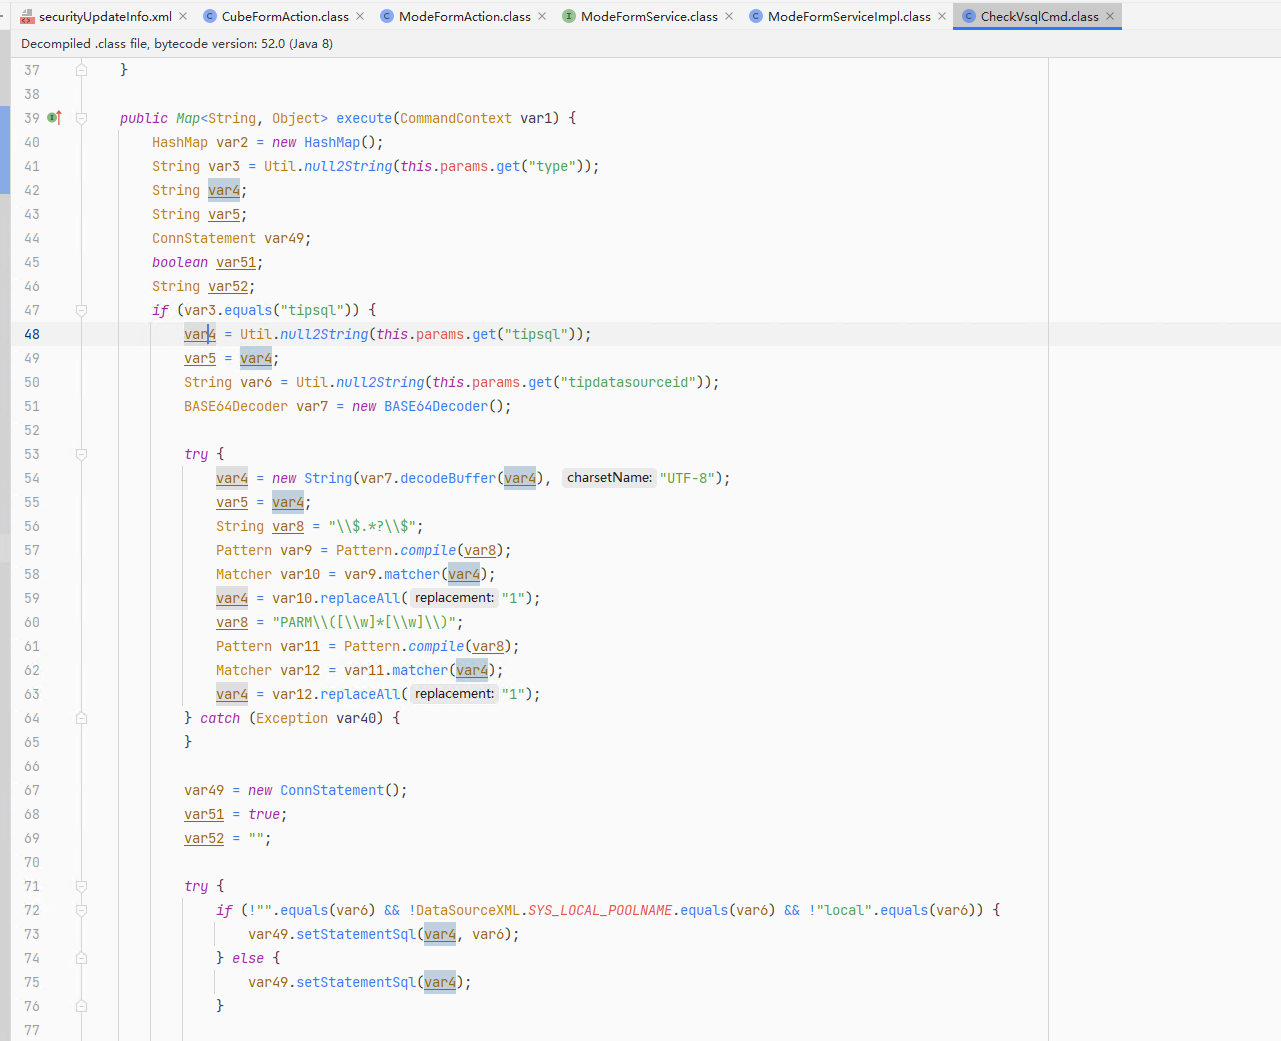 securityUpdateInfo.xml CubeFormAction.class ModeFormAction.class ModeFormService.class ModeFormServiceImpl.class CheckVsqlCmd.class
Decompiled .class file, bytecode version: 52.0 (Java 8)
37 }
38
39 public Map<String, Object> execute(CommandContext var1) {
40 HashMap var2 = new HashMap();
41 String var3 = Util.null2String(this.params.get("type"));
42 String var4;
43 String var5;
44 ConnStatement var49;
45 boolean var51;
46 String var52;
47 if (var3.equals("tipsql")) {
48 var4 = Util.null2String(this.params.get("tipsql"));
49 var5 = var4;
50 String var6 = Util.null2String(this.params.get("tipdatasourceid"));
51 BASE64Decoder var7 = new BASE64Decoder();
52
53 try {
54 var4 = new String(var7.decodeBuffer(var4), charsetName: "UTF-8");
55 var5 = var4;
56 String var8 = "\\$.*?\\$";
57 Pattern var9 = Pattern.compile(var8);
58 Matcher var10 = var9.matcher(var4);
59 var4 = var10.replaceAll( replacement: "1");
60 var8 = "PARM\\([\\w]*[\\w]\\)";
61 Pattern var11 = Pattern.compile(var8);
62 Matcher var12 = var11.matcher(var4);
63 var4 = var12.replaceAll( replacement: "1");
64 } catch (Exception var40) {
65 }
66
67 var49 = new ConnStatement();
68 var51 = true;
69 var52 = "";
70
71 try {
72 if (!"".equals(var6) && !DataSourceXML.SYS_LOCAL_POOLNAME.equals(var6) && !"local".equals(var6)) {
73 var49.setStatementSql(var4, var6);
74 } else {
75 var49.setStatementSql(var4);
76 }
77